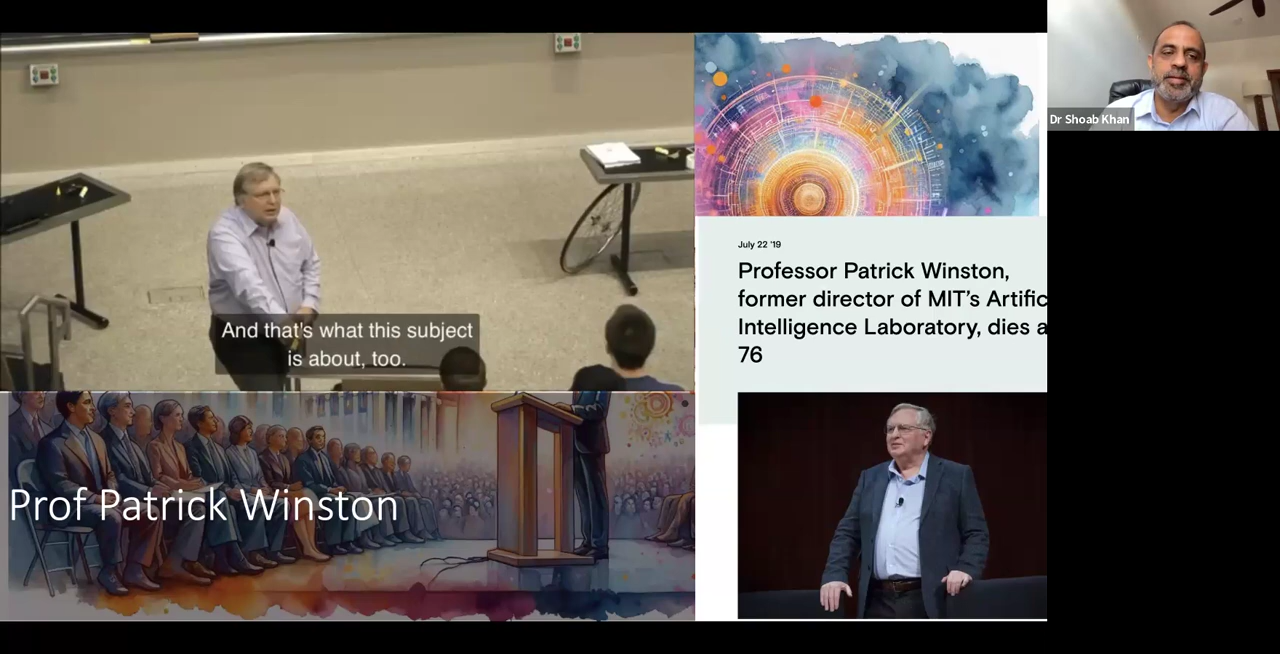 And that's what this subject
is about, too.
Prof Patrick Winston
July 22 '19
Professor Patrick Winston,
former director of MIT's Artific
Intelligence Laboratory, dies a
76
Dr Shoab Khan